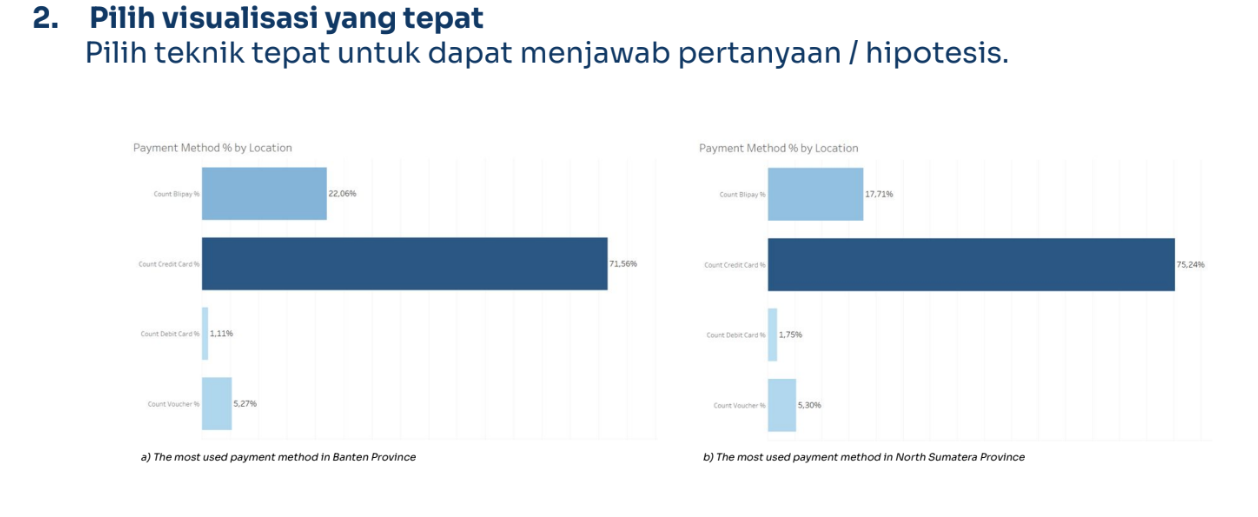 2. Pilih visualisasi yang tepat
Pilih teknik tepat untuk dapat menjawab pertanyaan / hipotesis.
Payment Method % by Location
Count Blipay %
22,06%
Count Credit Card %
71,56%
Count Debit Card %
1,11%
Count Voucher %
5,27%
a) The most used payment method in Banten Province
Payment Method % by Location
Count Blipay %
17,71%
Count Credit Card %
75,24%
Count Debit Card %
1,75%
Count Voucher %
5,30%
b) The most used payment method in North Sumatera Province